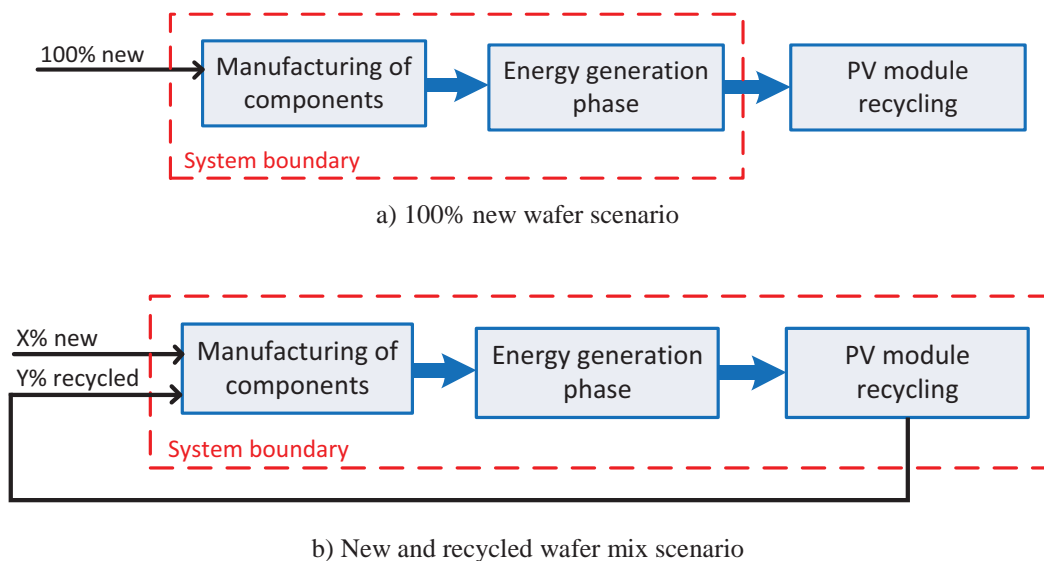 100% new
Manufacturing of
components
Energy generation
phase
PV module
recycling
System boundary
a) 100% new wafer scenario
X% new
Y% recycled
Manufacturing of
components
Energy generation
phase
PV module
recycling
System boundary
b) New and recycled wafer mix scenario